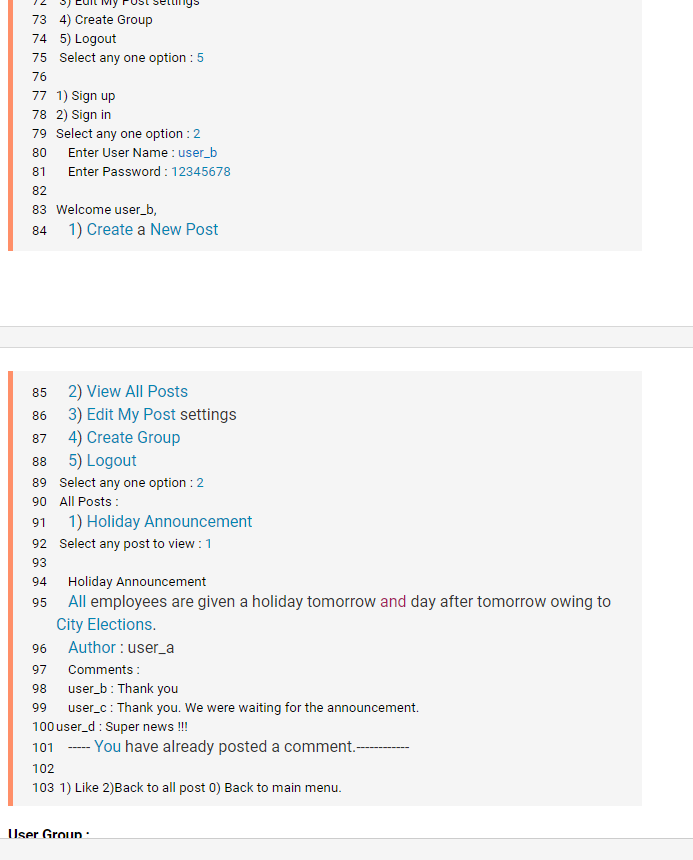 72 3) Edit My Post settings
73 4) Create Group
74 5) Logout
75 Select any one option : 5
76
77 1) Sign up
78 2) Sign in
79 Select any one option : 2
80 Enter User Name : user_b
81 Enter Password : 12345678
82
83 Welcome user_b,
84 1) Create a New Post
85 2) View All Posts
86 3) Edit My Post settings
87 4) Create Group
88 5) Logout
89 Select any one option : 2
90 All Posts :
91 1) Holiday Announcement
92 Select any post to view : 1
93
94 Holiday Announcement
95 All employees are given a holiday tomorrow and day after tomorrow owing to
City Elections.
96 Author : user_a
97 Comments :
98 user_b : Thank you
99 user_c : Thank you. We were waiting for the announcement.
100 user_d : Super news !!!
101 ----- You have already posted a comment.------------
102
103 1) Like 2)Back to all post 0) Back to main menu.
User Group :